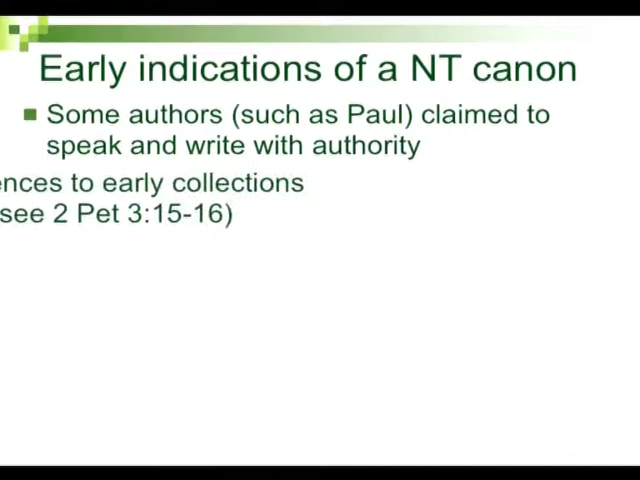 Early indications of a NT canon
Some authors (such as Paul) claimed to
speak and write with authority
ences to early collections
see 2 Pet 3:15-16)